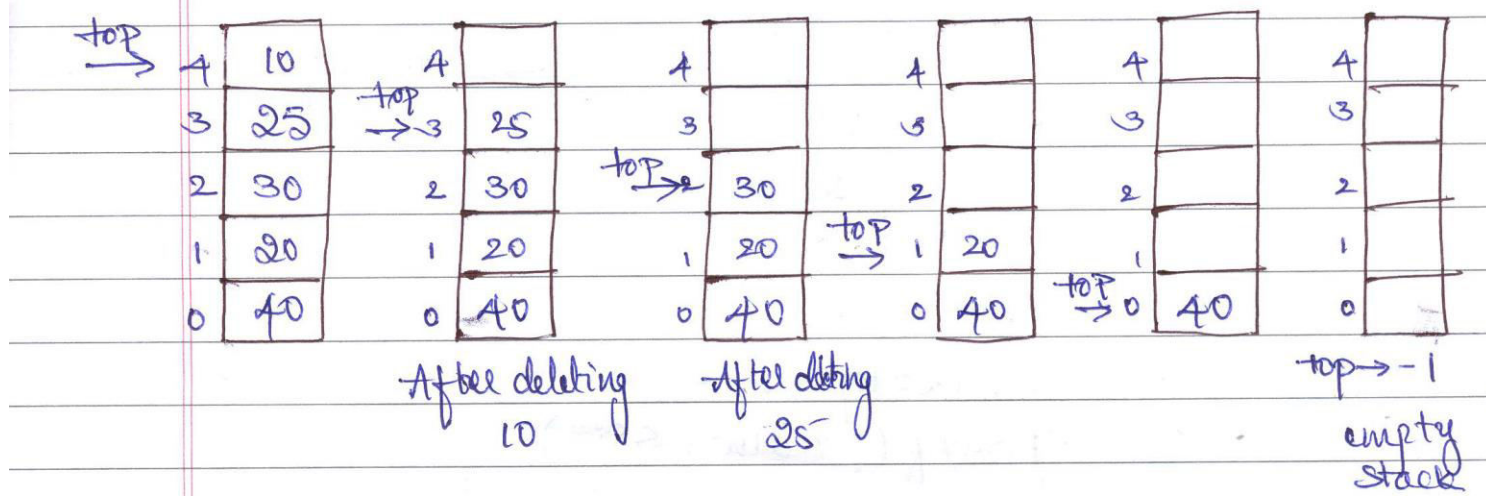 top
→ 4 10 4 4 4 4 4
3 25 top → 3 25 3 3 3 3
2 30 2 30 top → 2 30 2 2 2
1 20 1 20 1 20 top → 1 20 1 1
0 40 0 40 0 40 0 40 top → 0 40 0
After deleting After deleting top → -1
10 25 empty
stack